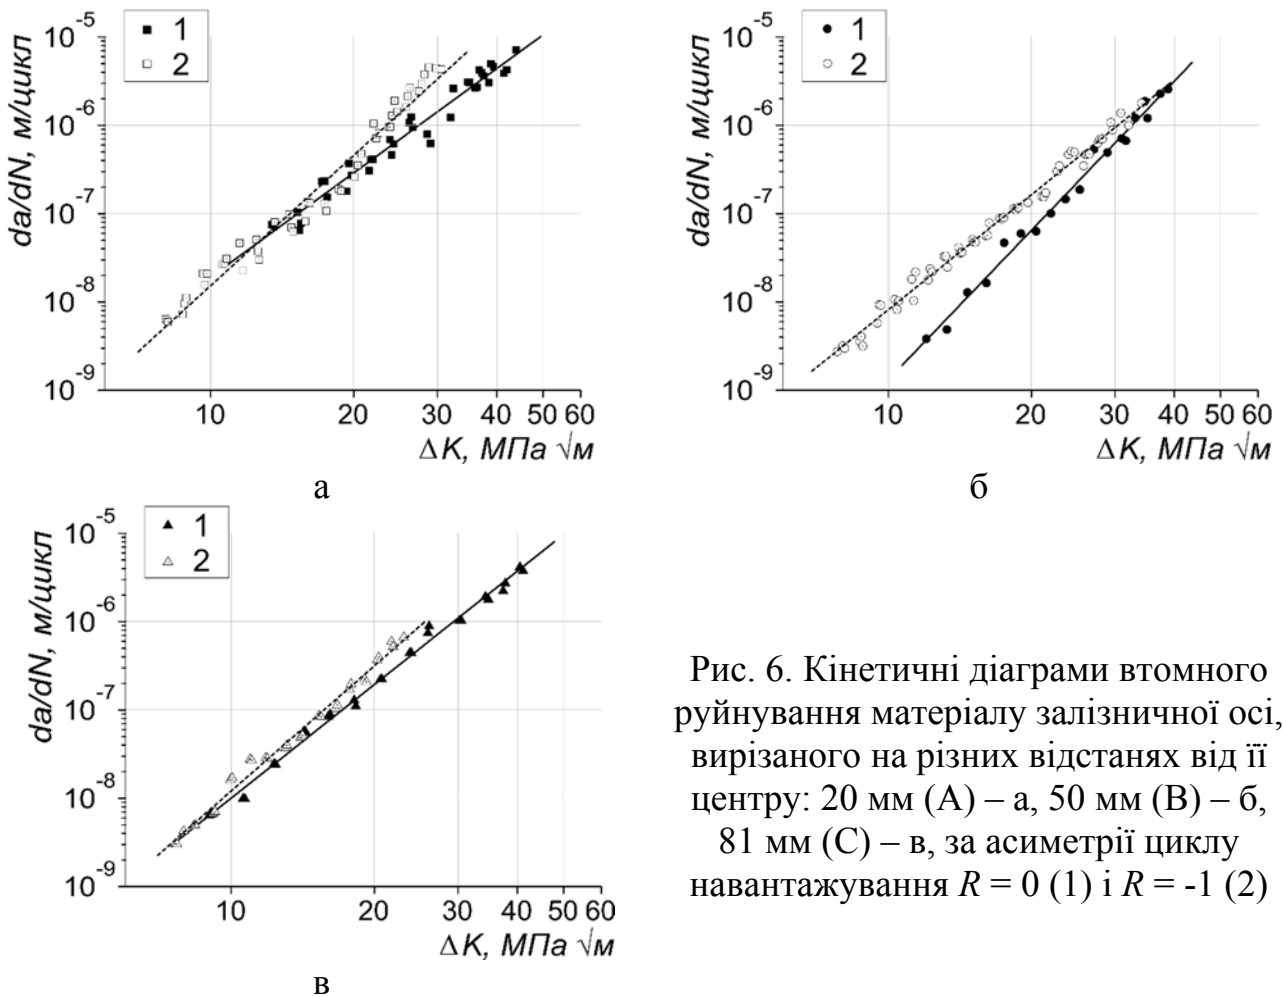 1
2
10⁻⁵
10⁻⁶
10⁻⁷
10⁻⁸
10⁻⁹
da/dN, м/цикл
10 20 30 40 50 60
ΔK, МПа √м
а
1
2
10⁻⁵
10⁻⁶
10⁻⁷
10⁻⁸
10⁻⁹
da/dN, м/цикл
10 20 30 40 50 60
ΔK, МПа √м
б
1
2
10⁻⁵
10⁻⁶
10⁻⁷
10⁻⁸
10⁻⁹
da/dN, м/цикл
10 20 30 40 50 60
ΔK, МПа √м
в
Рис. 6. Кінетичні діаграми втомного
руйнування матеріалу залізничної осі,
вирізаного на різних відстанях від її
центру: 20 мм (А) – а, 50 мм (В) – б,
81 мм (С) – в, за асиметрії циклу
навантажування R = 0 (1) і R = -1 (2)